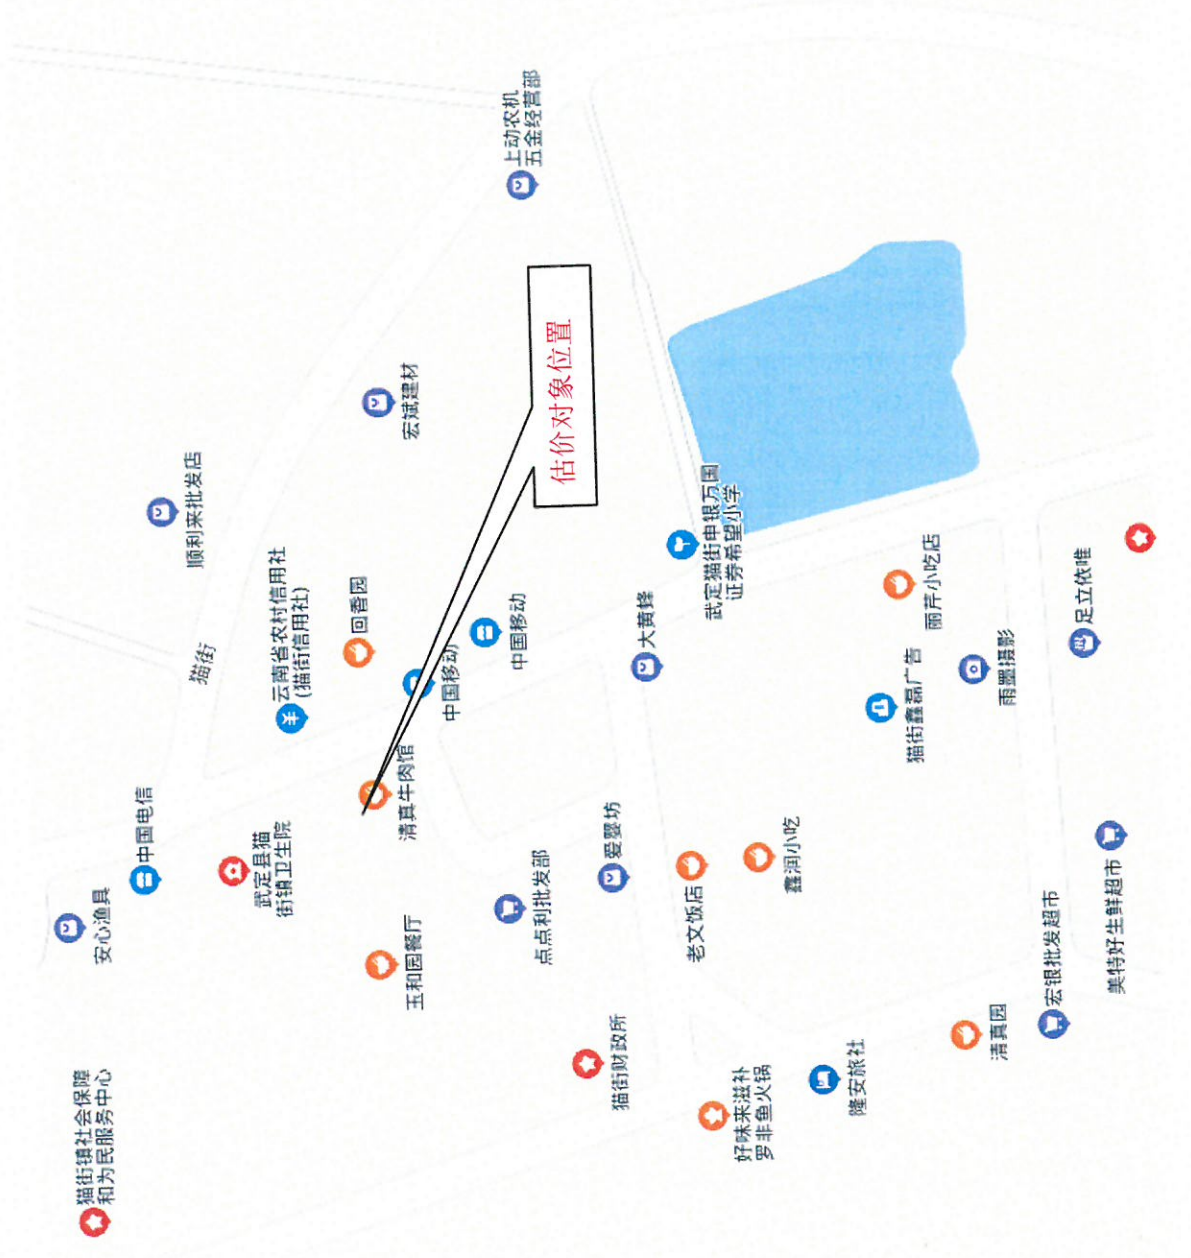 猫街镇社会保障
和为民服务中心
安心渔具
中国电信
顺利来批发店
猫街
武定县猫
街镇卫生院
云南省农村信用社
(猫街信用社)
回香园
清真牛肉馆
宏斌建材
玉和园餐厅
中国移动
中国移动
上动农机
五金经营部
点点利批发部
估价对象位置
爱婴坊
猫街财政所
大黄蜂
老文饭店
武定猫街申银万国
证券希望小学
好味来滋补
罗非鱼火锅
鑫润小吃
隆安旅社
猫街鑫磊广告
丽芹小吃店
清真园
雨墨摄影
宏银批发超市
足立依唯
美特好生鲜超市